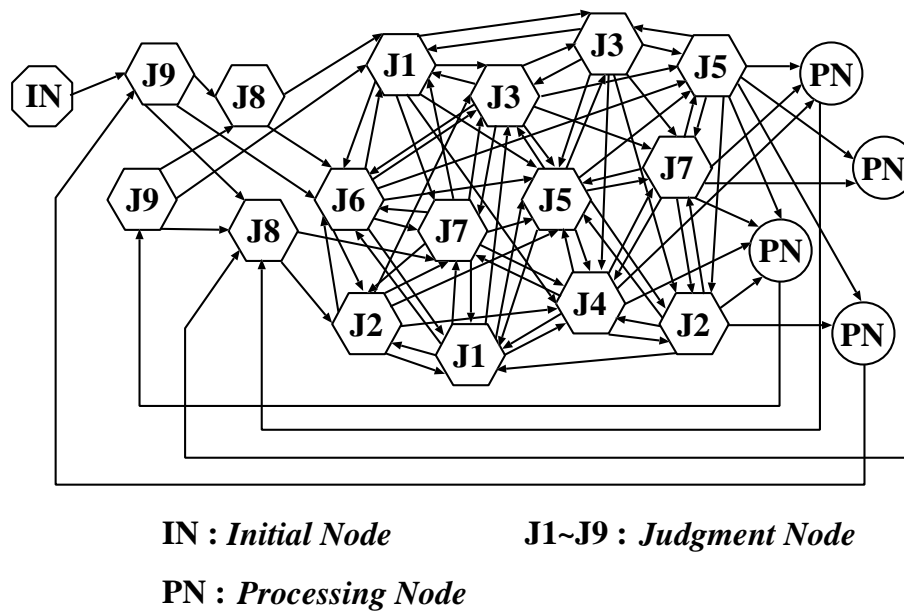 IN
J9
J8
J1
J3
J3
J5
PN
J9
J8
J6
J7
J5
J7
PN
PN
J2
J1
J4
J2
PN
IN : Initial Node
J1~J9 : Judgment Node
PN : Processing Node